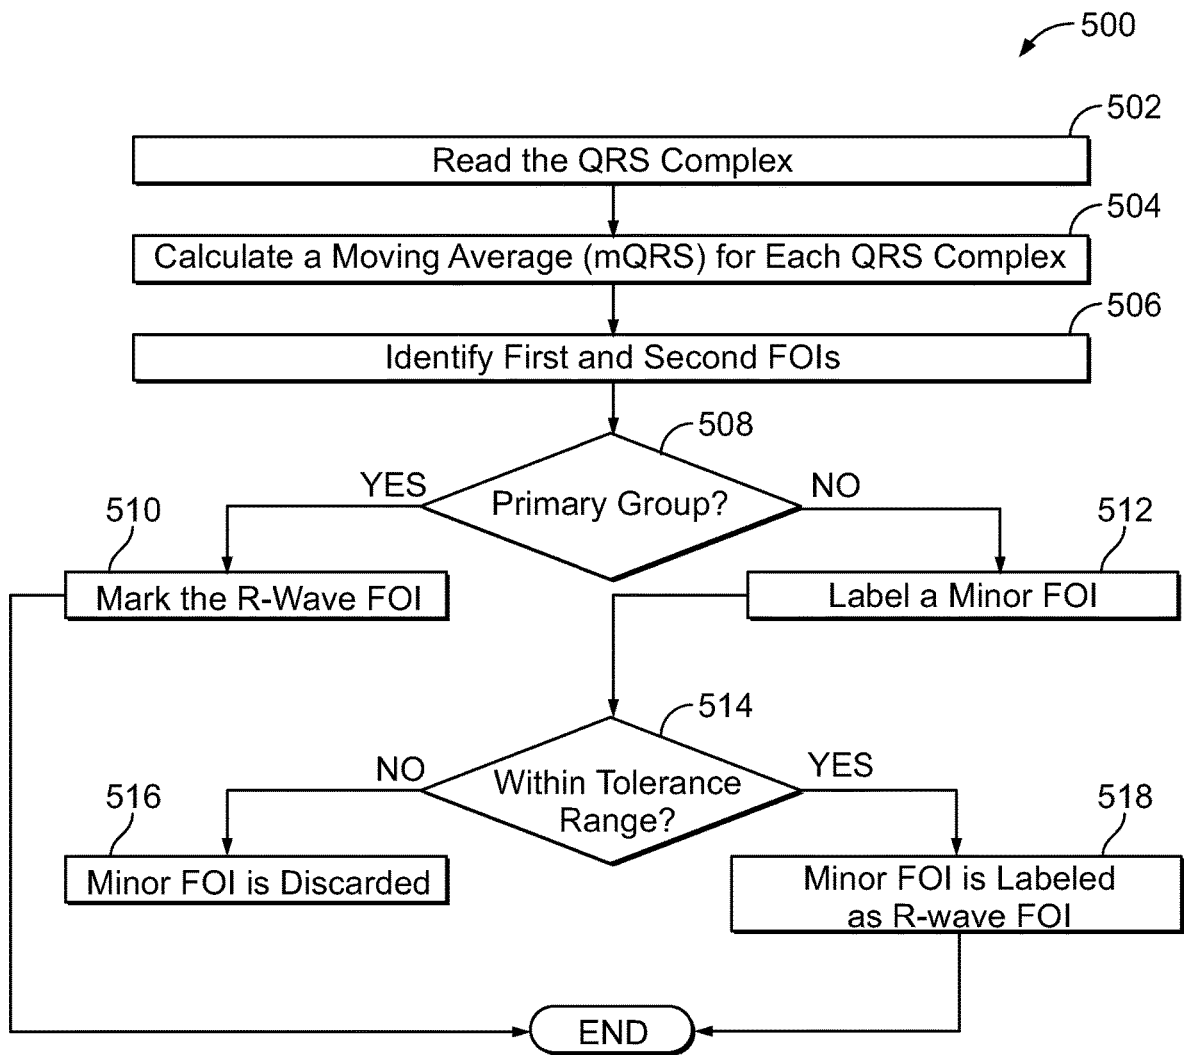 500
502
Read the QRS Complex
504
Calculate a Moving Average (mQRS) for Each QRS Complex
506
Identify First and Second FOIs
508
YES
Primary Group?
NO
510
512
Mark the R-Wave FOI
Label a Minor FOI
514
NO
Within Tolerance
Range?
YES
516
518
Minor FOI is Discarded
Minor FOI is Labeled
as R-wave FOI
END